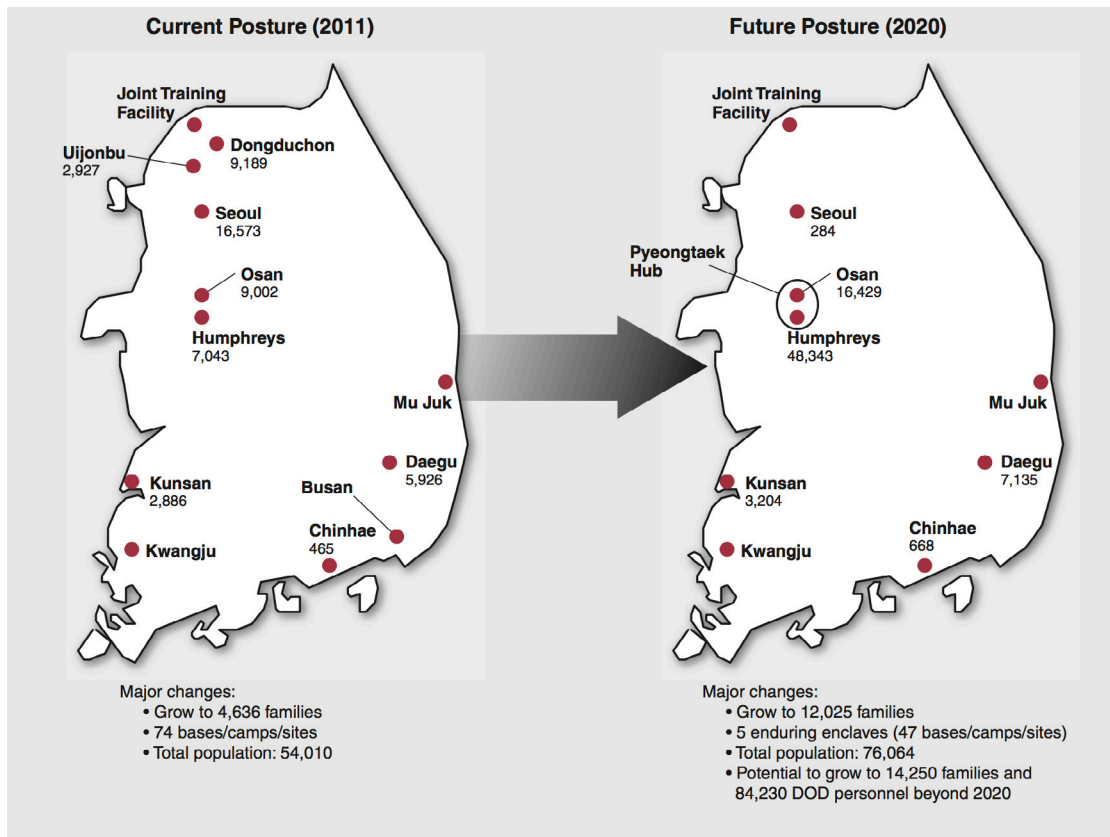 Current Posture (2011)
Joint Training
Facility
Uijonbu
2,927
Dongduchon
9,189
Seoul
16,573
Osan
9,002
Humphreys
7,043
Mu Juk
Daegu
5,926
Kunsan
2,886
Busan
Chinhae
465
Kwangju
Major changes:
• Grow to 4,636 families
• 74 bases/camps/sites
• Total population: 54,010
Future Posture (2020)
Joint Training
Facility
Seoul
284
Pyeongtaek
Hub
Osan
16,429
Humphreys
48,343
Mu Juk
Daegu
7,135
Kunsan
3,204
Chinhae
668
Kwangju
Major changes:
• Grow to 12,025 families
• 5 enduring enclaves (47 bases/camps/sites)
• Total population: 76,064
• Potential to grow to 14,250 families and
84,230 DOD personnel beyond 2020